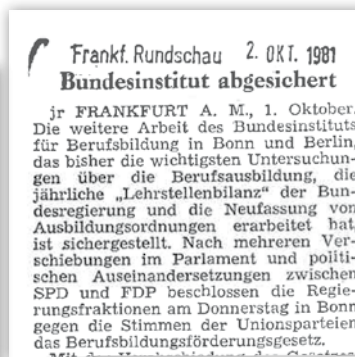 Frankf. Rundschau 2. OKT. 1981
Bundesinstitut abgesichert
jr FRANKFURT A. M., 1. Oktober.
Die weitere Arbeit des Bundesinstituts
für Berufsbildung in Bonn und Berlin,
das bisher die wichtigsten Untersuchun-
gen über die Berufsausbildung, die
jährliche „Lehrstellenbilanz" der Bun-
desregierung und die Neufassung von
Ausbildungsordnungen erarbeitet hat,
ist sichergestellt. Nach mehreren Ver-
schiebungen im Parlament und politi-
schen Auseinandersetzungen zwischen
SPD und FDP beschlossen die Regie-
rungsfraktionen am Donnerstag in Bonn
gegen die Stimmen der Unionsparteien
das Berufsbildungsförderungsgesetz.